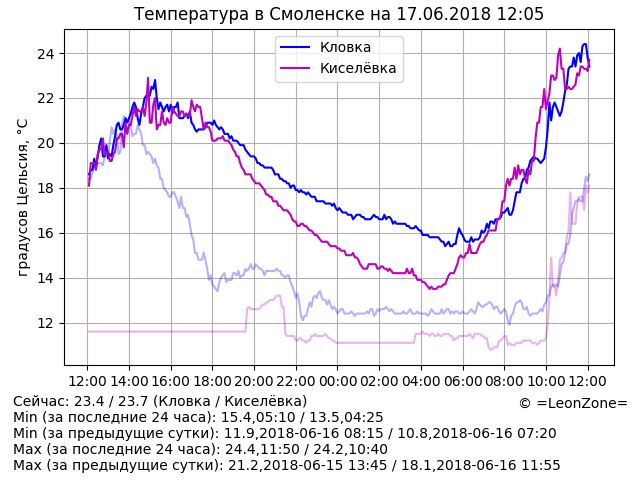 Температура в Смоленске на 17.06.2018 12:05
Кловка
Киселёвка
градусов Цельсия, °C
24
22
20
18
16
14
12
12:00 14:00 16:00 18:00 20:00 22:00 00:00 02:00 04:00 06:00 08:00 10:00 12:00
Сейчас: 23.4 / 23.7 (Кловка / Киселёвка)
© =LeonZone=
Min (за последние 24 часа): 15.4,05:10 / 13.5,04:25
Min (за предыдущие сутки): 11.9,2018-06-16 08:15 / 10.8,2018-06-16 07:20
Max (за последние 24 часа): 24.4,11:50 / 24.2,10:40
Max (за предыдущие сутки): 21.2,2018-06-15 13:45 / 18.1,2018-06-16 11:55